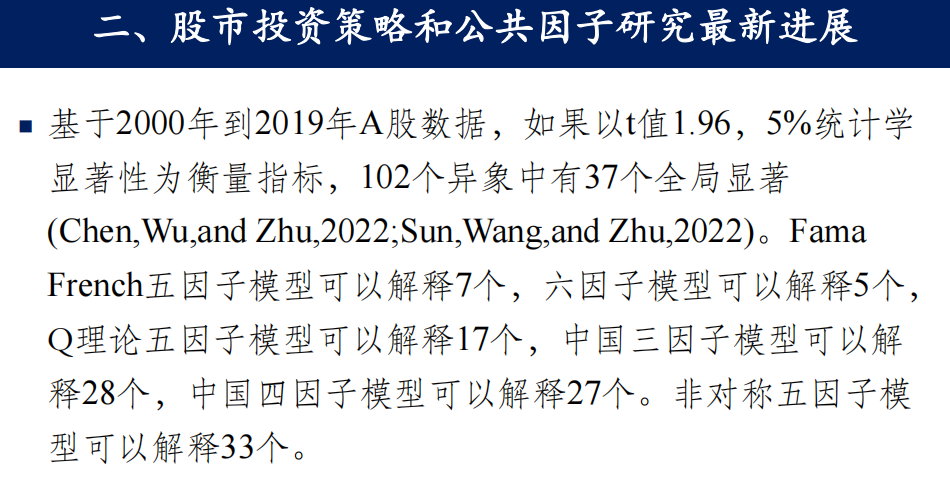 二、股市投资策略和公共因子研究最新进展
■ 基于2000年到2019年A股数据，如果以t值1.96，5%统计学
显著性为衡量指标，102个异象中有37个全局显著
(Chen,Wu,and Zhu,2022;Sun,Wang,and Zhu,2022)。Fama
French五因子模型可以解释7个，六因子模型可以解释5个，
Q理论五因子模型可以解释17个，中国三因子模型可以解
释28个，中国四因子模型可以解释27个。非对称五因子模
型可以解释33个。